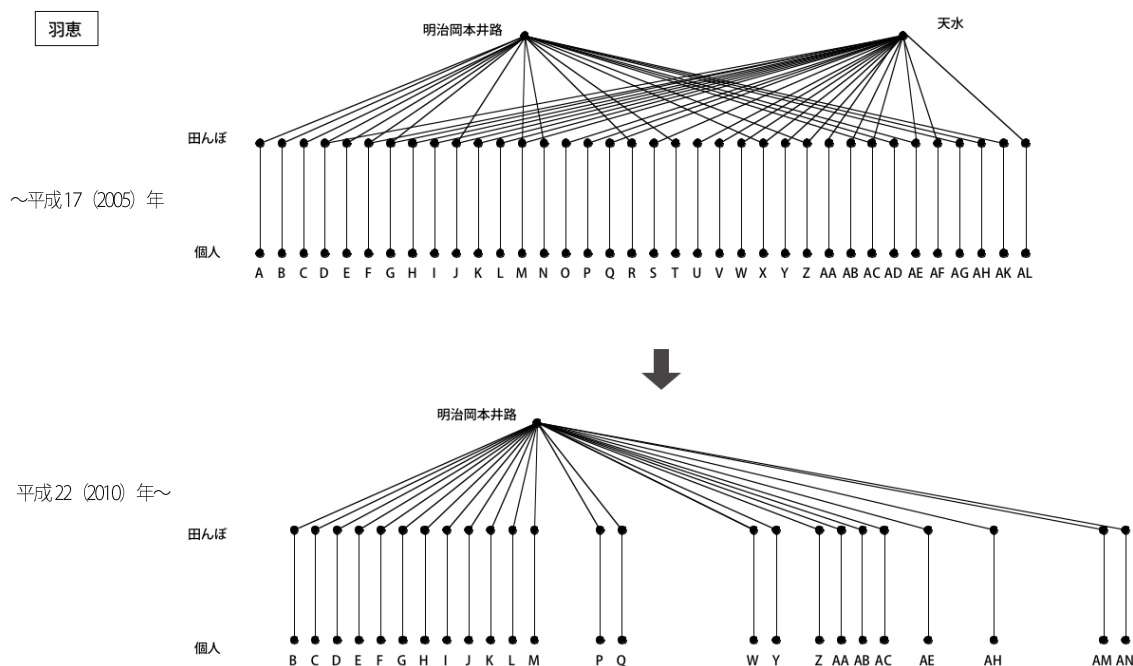 羽恵
明治岡本井路
天水
田んぼ
～平成17（2005）年
個人
A B C D E F G H I J K L M N O P Q R S T U V W X Y Z AA AB AC AD AE AF AG AH AK AL
明治岡本井路
平成22（2010）年～
田んぼ
個人
B C D E F G H I J K L M P Q W Y Z AA AB AC AE AH AM AN